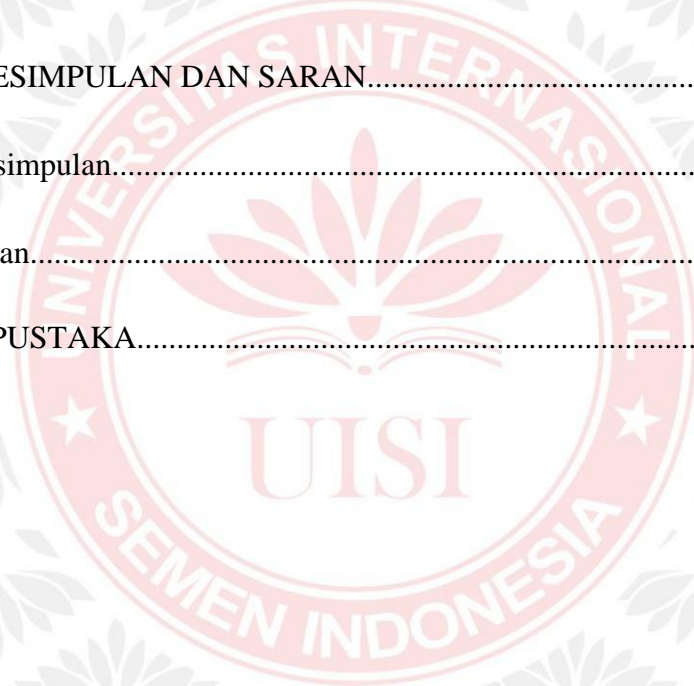 ESIMPULAN DAN SARAN........................................
simpulan........................................................................
an..................................................................................
PUSTAKA.....................................................................
UNIVERSITAS INTERNASIONAL
UISI
SEMEN INDONESIA